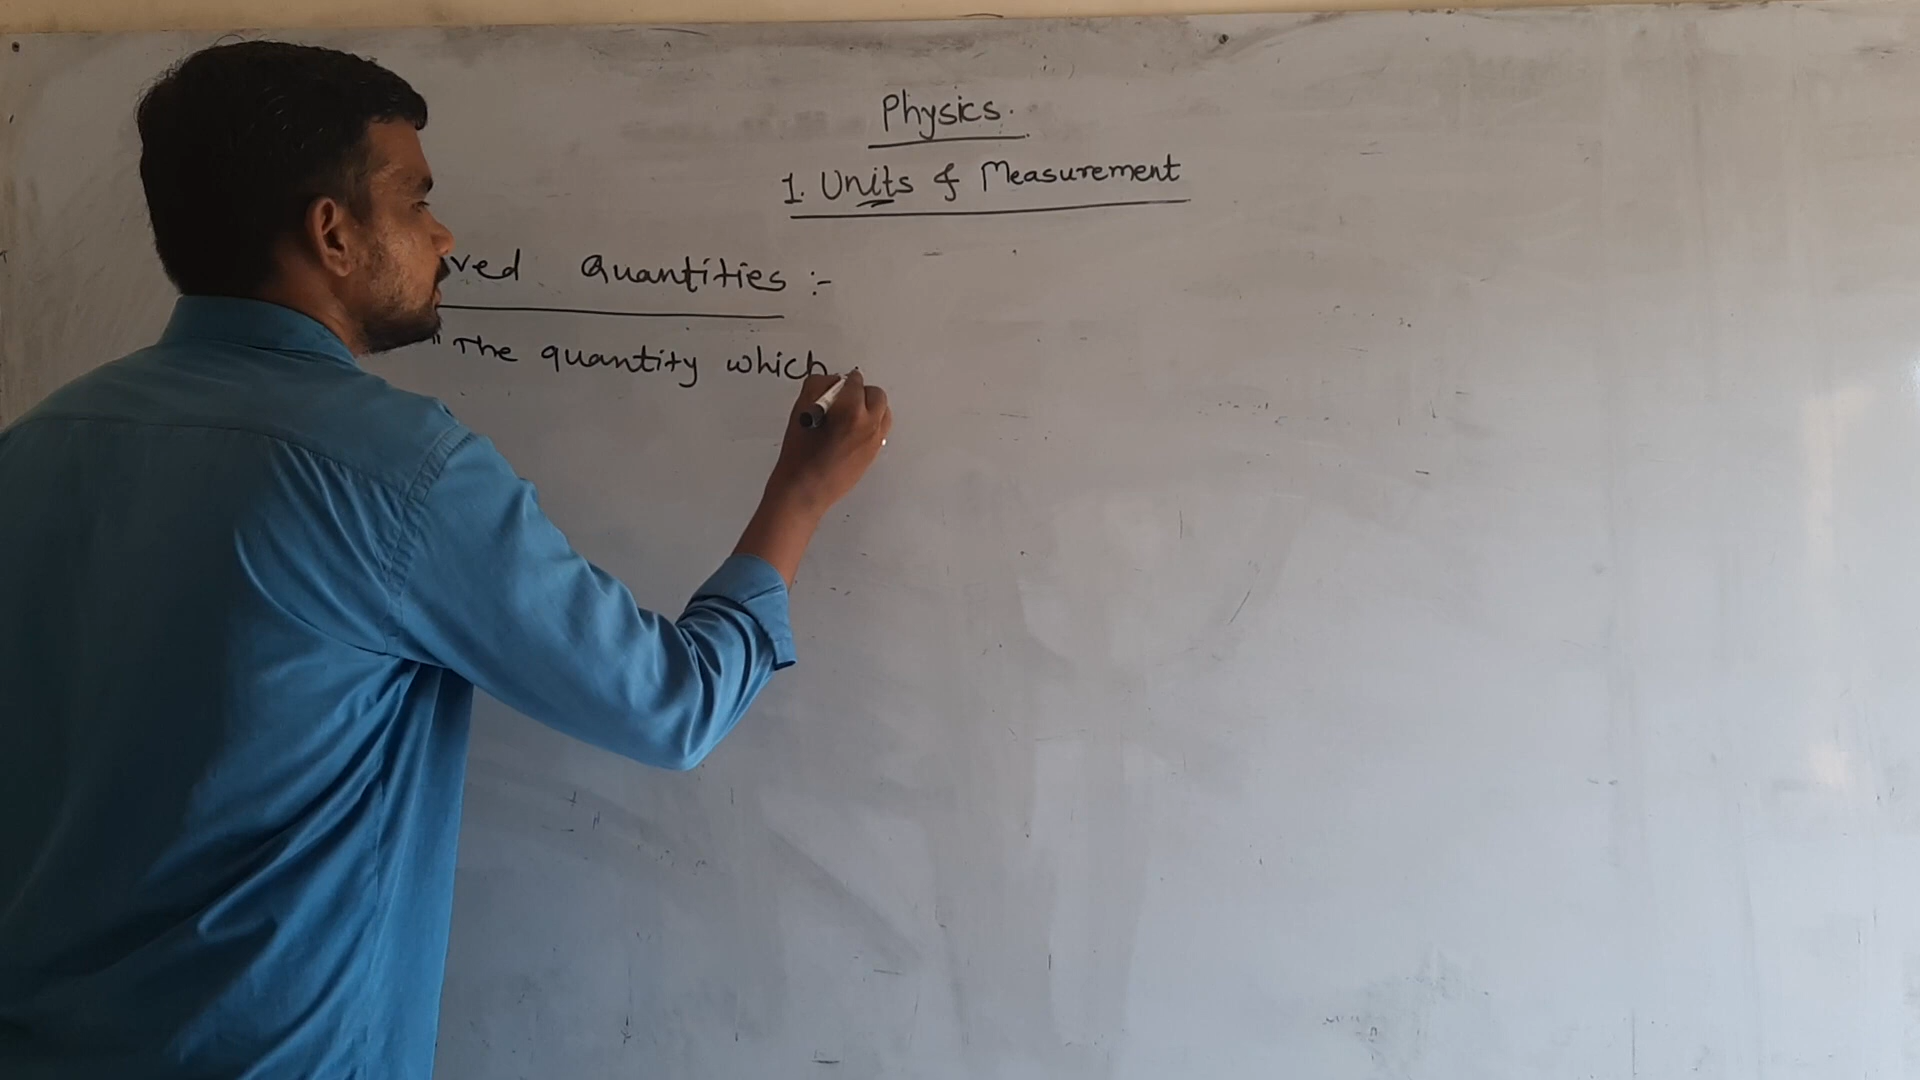 Physics.
1. Units & Measurement
ved Quantities :-
"The quantity which